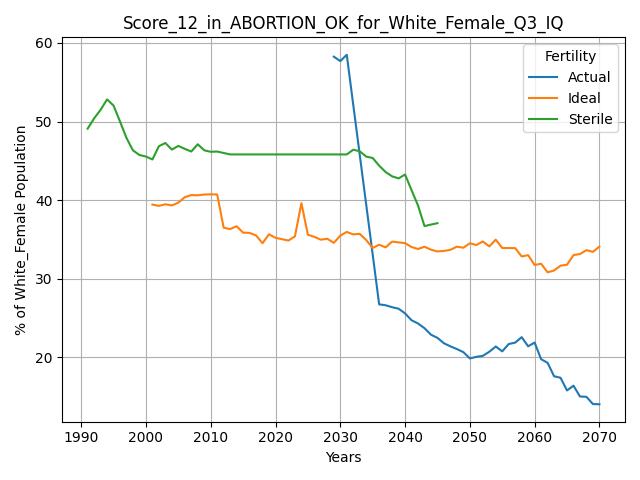 Score_12_in_ABORTION_OK_for_White_Female_Q3_IQ
Fertility
Actual
Ideal
Sterile
% of White_Female Population
60
50
40
30
20
1990 2000 2010 2020 2030 2040 2050 2060 2070
Years